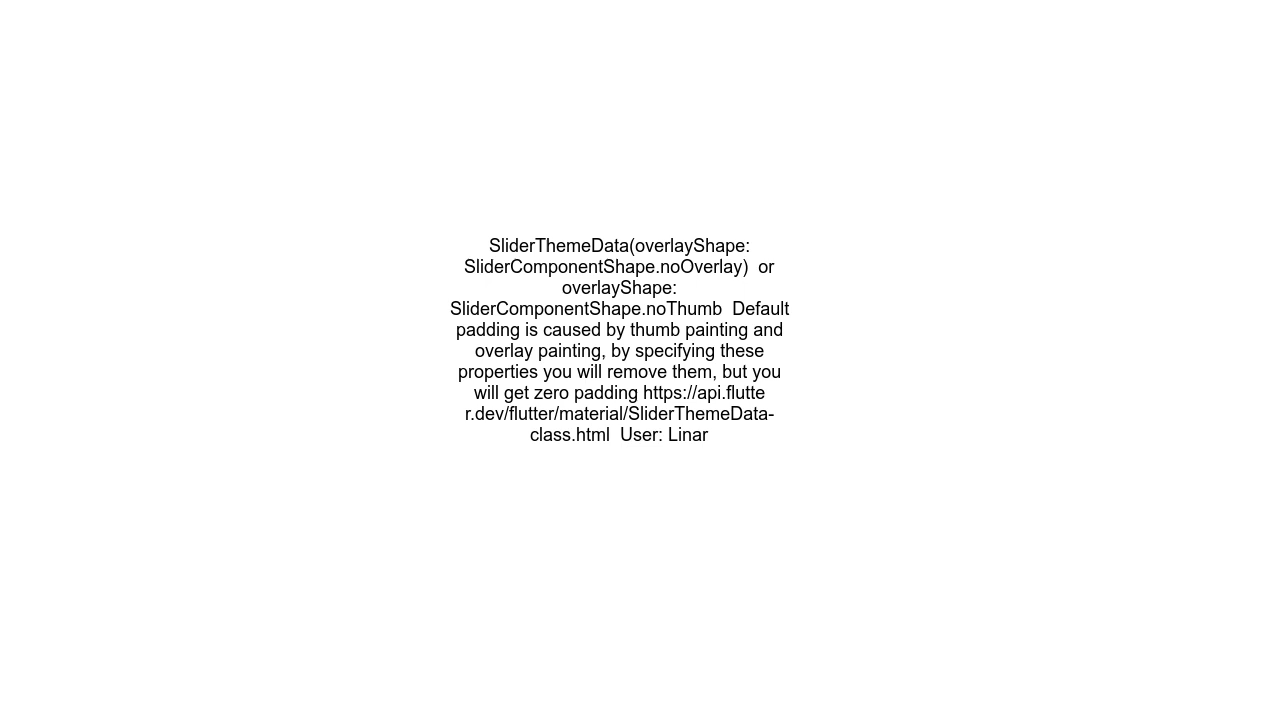 SliderThemeData(overlayShape:
SliderComponentShape.noOverlay)  or
overlayShape:
SliderComponentShape.noThumb  Default
padding is caused by thumb painting and
overlay painting, by specifying these
properties you will remove them, but you
will get zero padding https://api.flutte
r.dev/flutter/material/SliderThemeData-
class.html  User: Linar